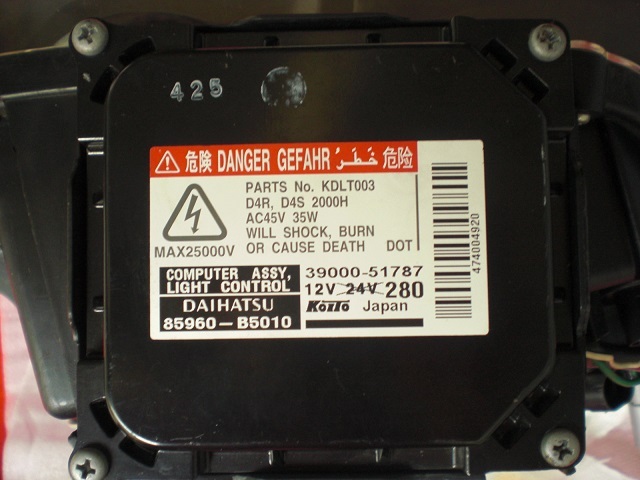 425
危険 DANGER GEFAHR خَطَرْ 危险
PARTS No. KDLT003
D4R, D4S 2000H
AC45V 35W
WILL SHOCK, BURN
OR CAUSE DEATH DOT
MAX25000V
474004920
COMPUTER ASSY,
LIGHT CONTROL
DAIHATSU
85960-B5010
39000-51787
12V 24V 280
KOITO Japan